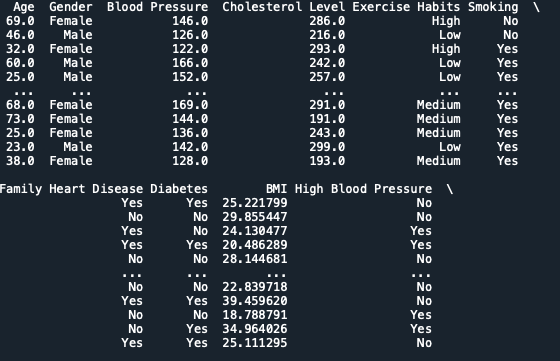 Age Gender Blood Pressure Cholesterol Level Exercise Habits Smoking \
69.0 Female 146.0 286.0 High No
46.0 Male 126.0 216.0 Low No
32.0 Female 122.0 293.0 High Yes
60.0 Male 166.0 242.0 Low Yes
25.0 Male 152.0 257.0 Low Yes
... ... ... ... ... ...
68.0 Female 169.0 291.0 Medium Yes
73.0 Female 144.0 191.0 Medium Yes
25.0 Female 136.0 243.0 Medium Yes
23.0 Male 142.0 299.0 Low Yes
38.0 Female 128.0 193.0 Medium Yes
Family Heart Disease Diabetes BMI High Blood Pressure \
Yes Yes 25.221799 No
No No 29.855447 No
Yes No 24.130477 Yes
Yes No 20.486289 Yes
No No 28.144681 No
... ... ... ...
No No 22.839718 No
Yes Yes 39.459620 No
No No 18.788791 Yes
No Yes 34.964026 Yes
Yes Yes 25.111295 No